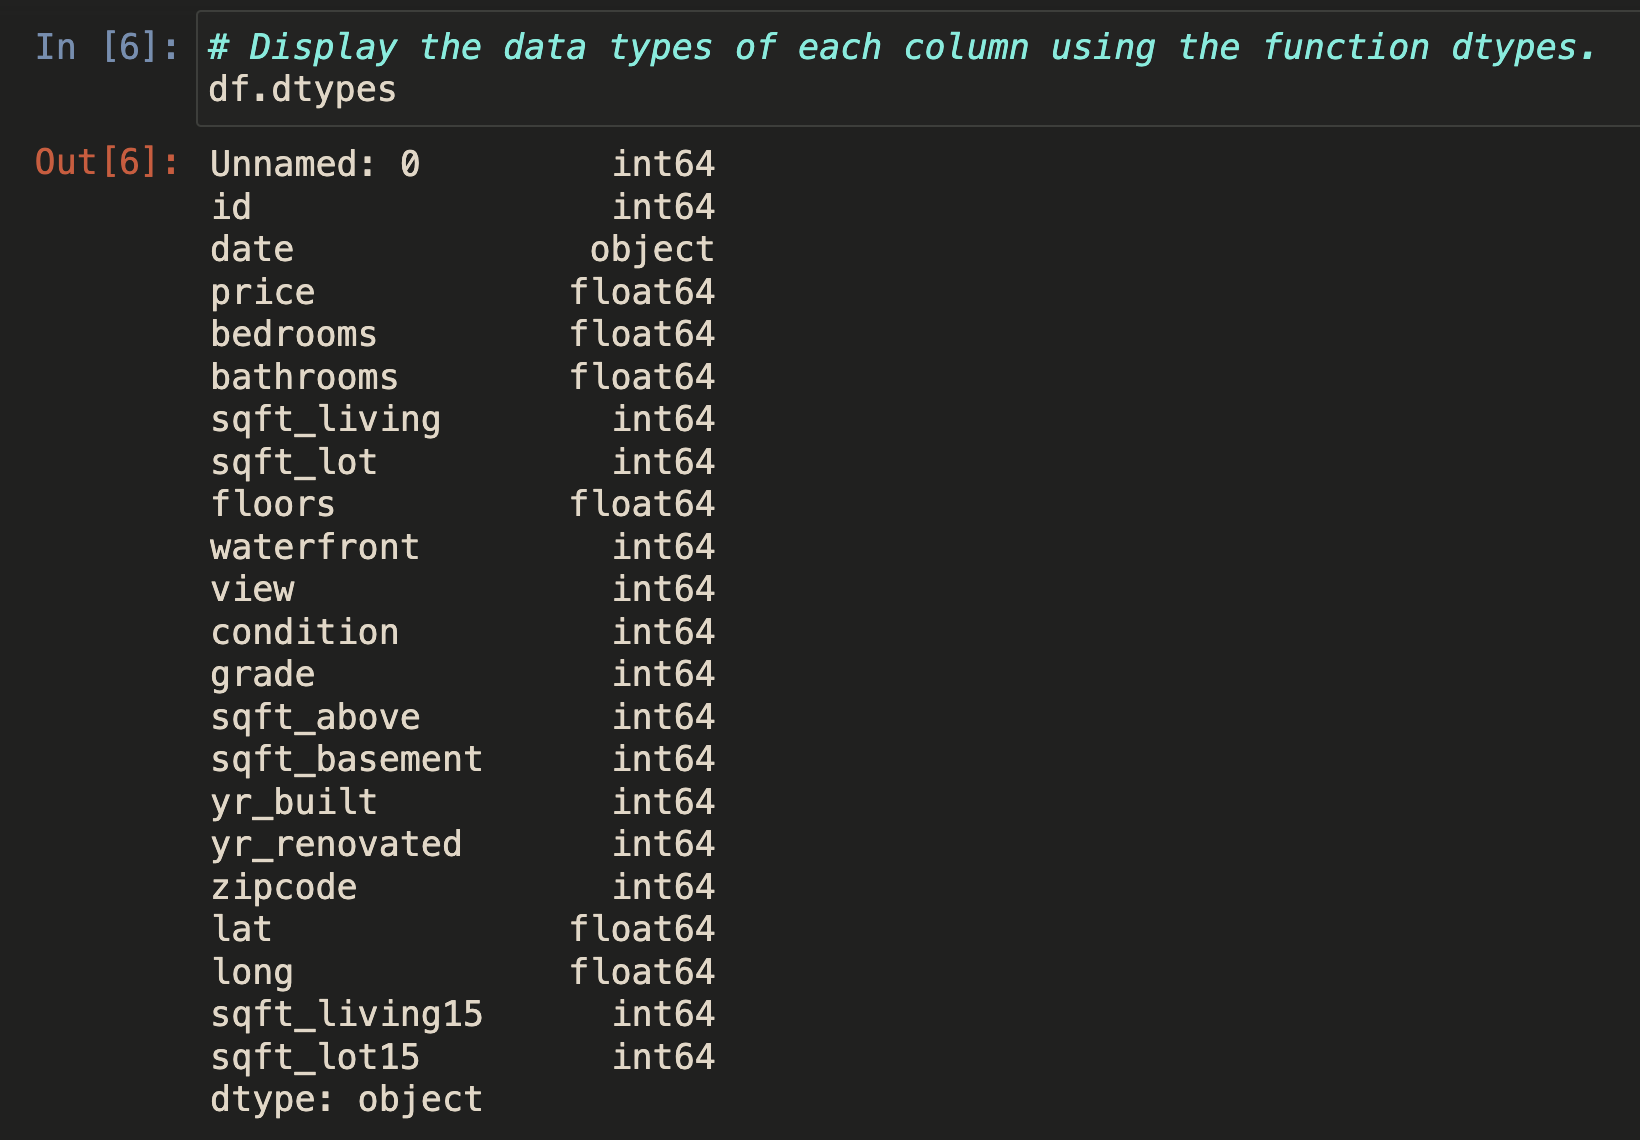 In [6]: # Display the data types of each column using the function dtypes.
df.dtypes
Out[6]: Unnamed: 0 int64
id int64
date object
price float64
bedrooms float64
bathrooms float64
sqft_living int64
sqft_lot int64
floors float64
waterfront int64
view int64
condition int64
grade int64
sqft_above int64
sqft_basement int64
yr_built int64
yr_renovated int64
zipcode int64
lat float64
long float64
sqft_living15 int64
sqft_lot15 int64
dtype: object